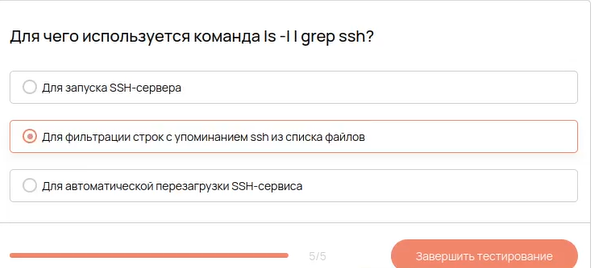 Для чего используется команда ls -l | grep ssh?
Для запуска SSH-сервера
Для фильтрации строк с упоминанием ssh из списка файлов
Для автоматической перезагрузки SSH-сервиса
5/5
Завершить тестирование